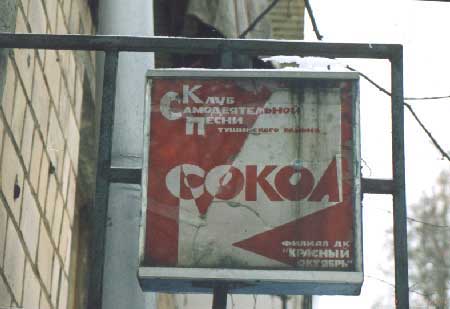 Клуб
Самодеятельной
Песни
Тушинского района
СОКОЛ
ФИЛИАЛ ДК
"КРАСНЫЙ
ОКТЯБРЬ"